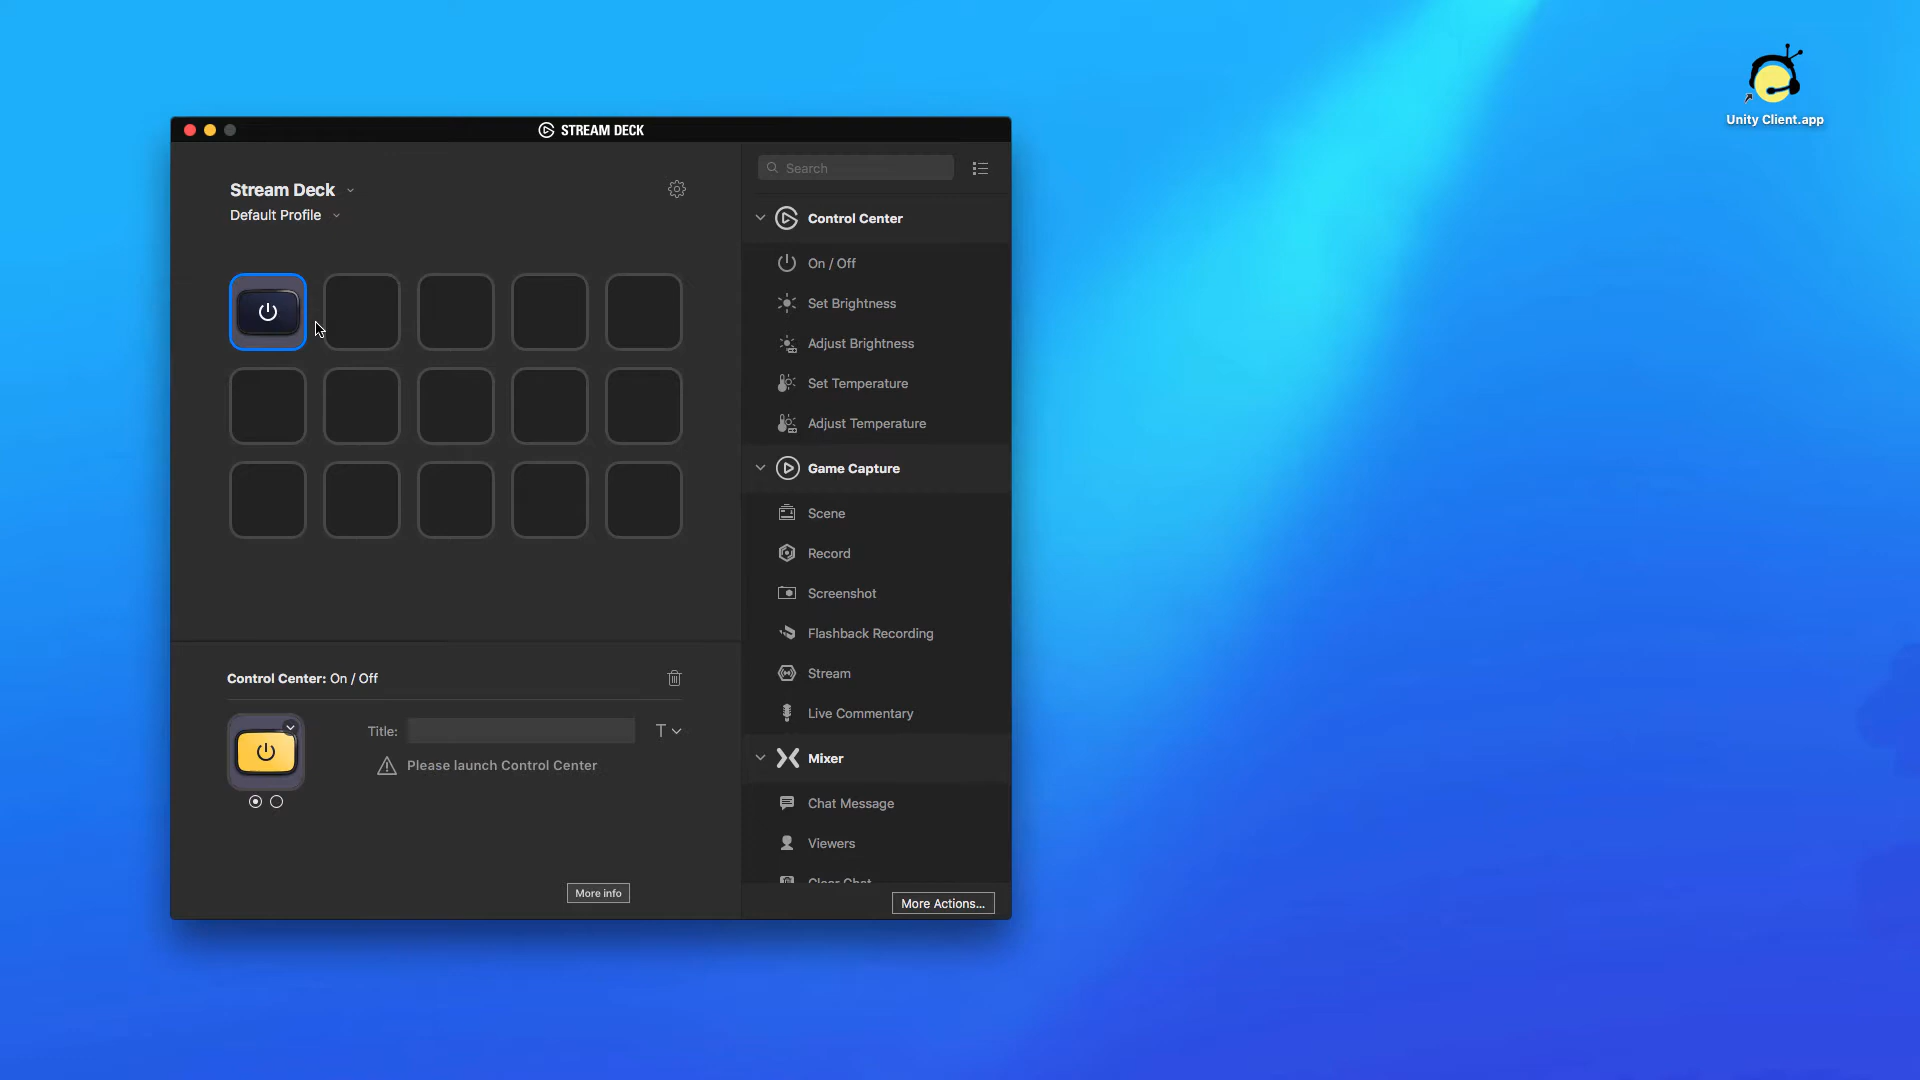 STREAM DECK
Unity Client.app
Stream Deck
Default Profile
Search
Control Center
On / Off
Set Brightness
Adjust Brightness
Set Temperature
Adjust Temperature
Game Capture
Scene
Record
Screenshot
Flashback Recording
Stream
Live Commentary
Mixer
Chat Message
Viewers
Clear Chat
More Actions...
Control Center: On / Off
Title:
T
Please launch Control Center
More info